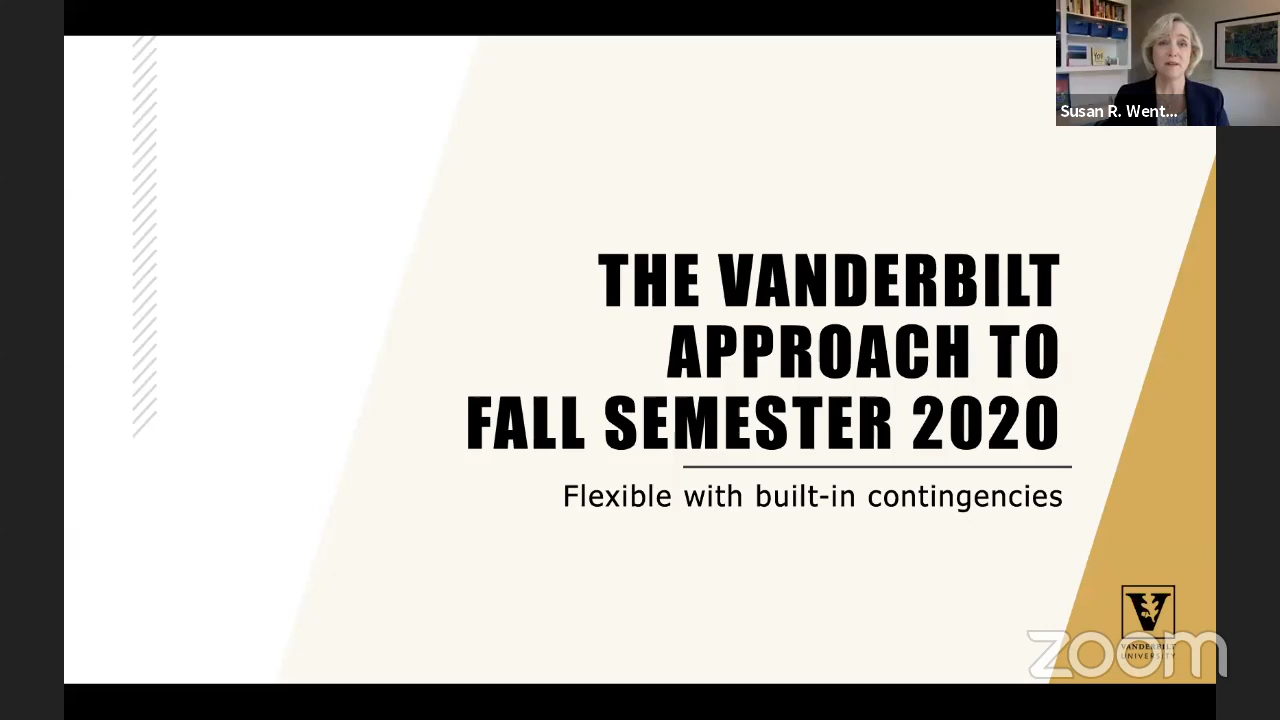 Susan R. Went...
THE VANDERBILT
APPROACH TO
FALL SEMESTER 2020
Flexible with built-in contingencies
V
VANDERBILT
UNIVERSITY
zoom